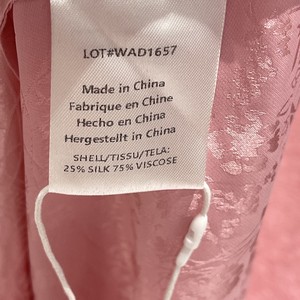 LOT#WAD1657
Made in China
Fabrique en Chine
Hecho en China
Hergestellt in China
SHELL/TISSU/TELA:
25% SILK 75% VISCOSE